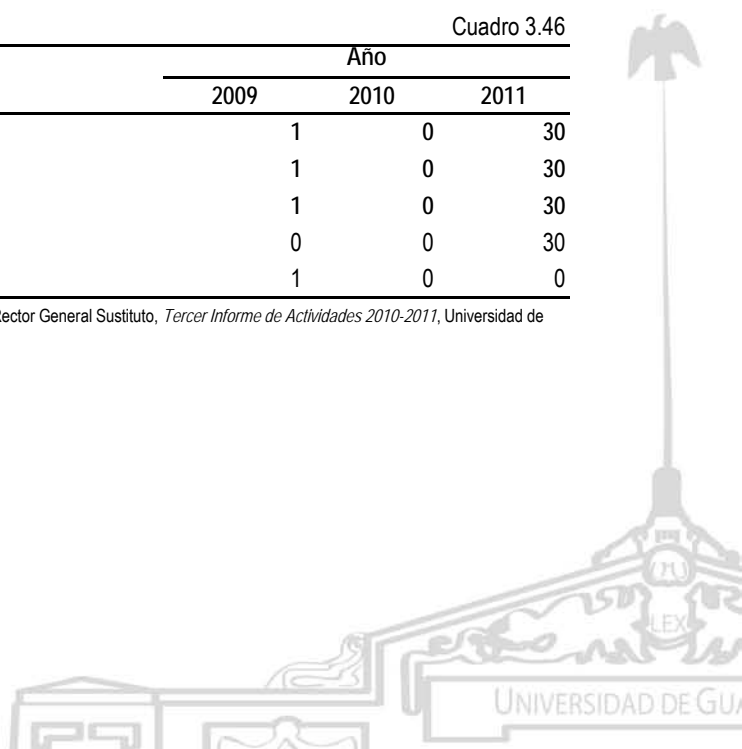 Cuadro 3.46
Año
2009 2010 2011
1 0 30
1 0 30
1 0 30
0 0 30
1 0 0
Rector General Sustituto, Tercer Informe de Actividades 2010-2011, Universidad de
LEX
UNIVERSIDAD DE GUA